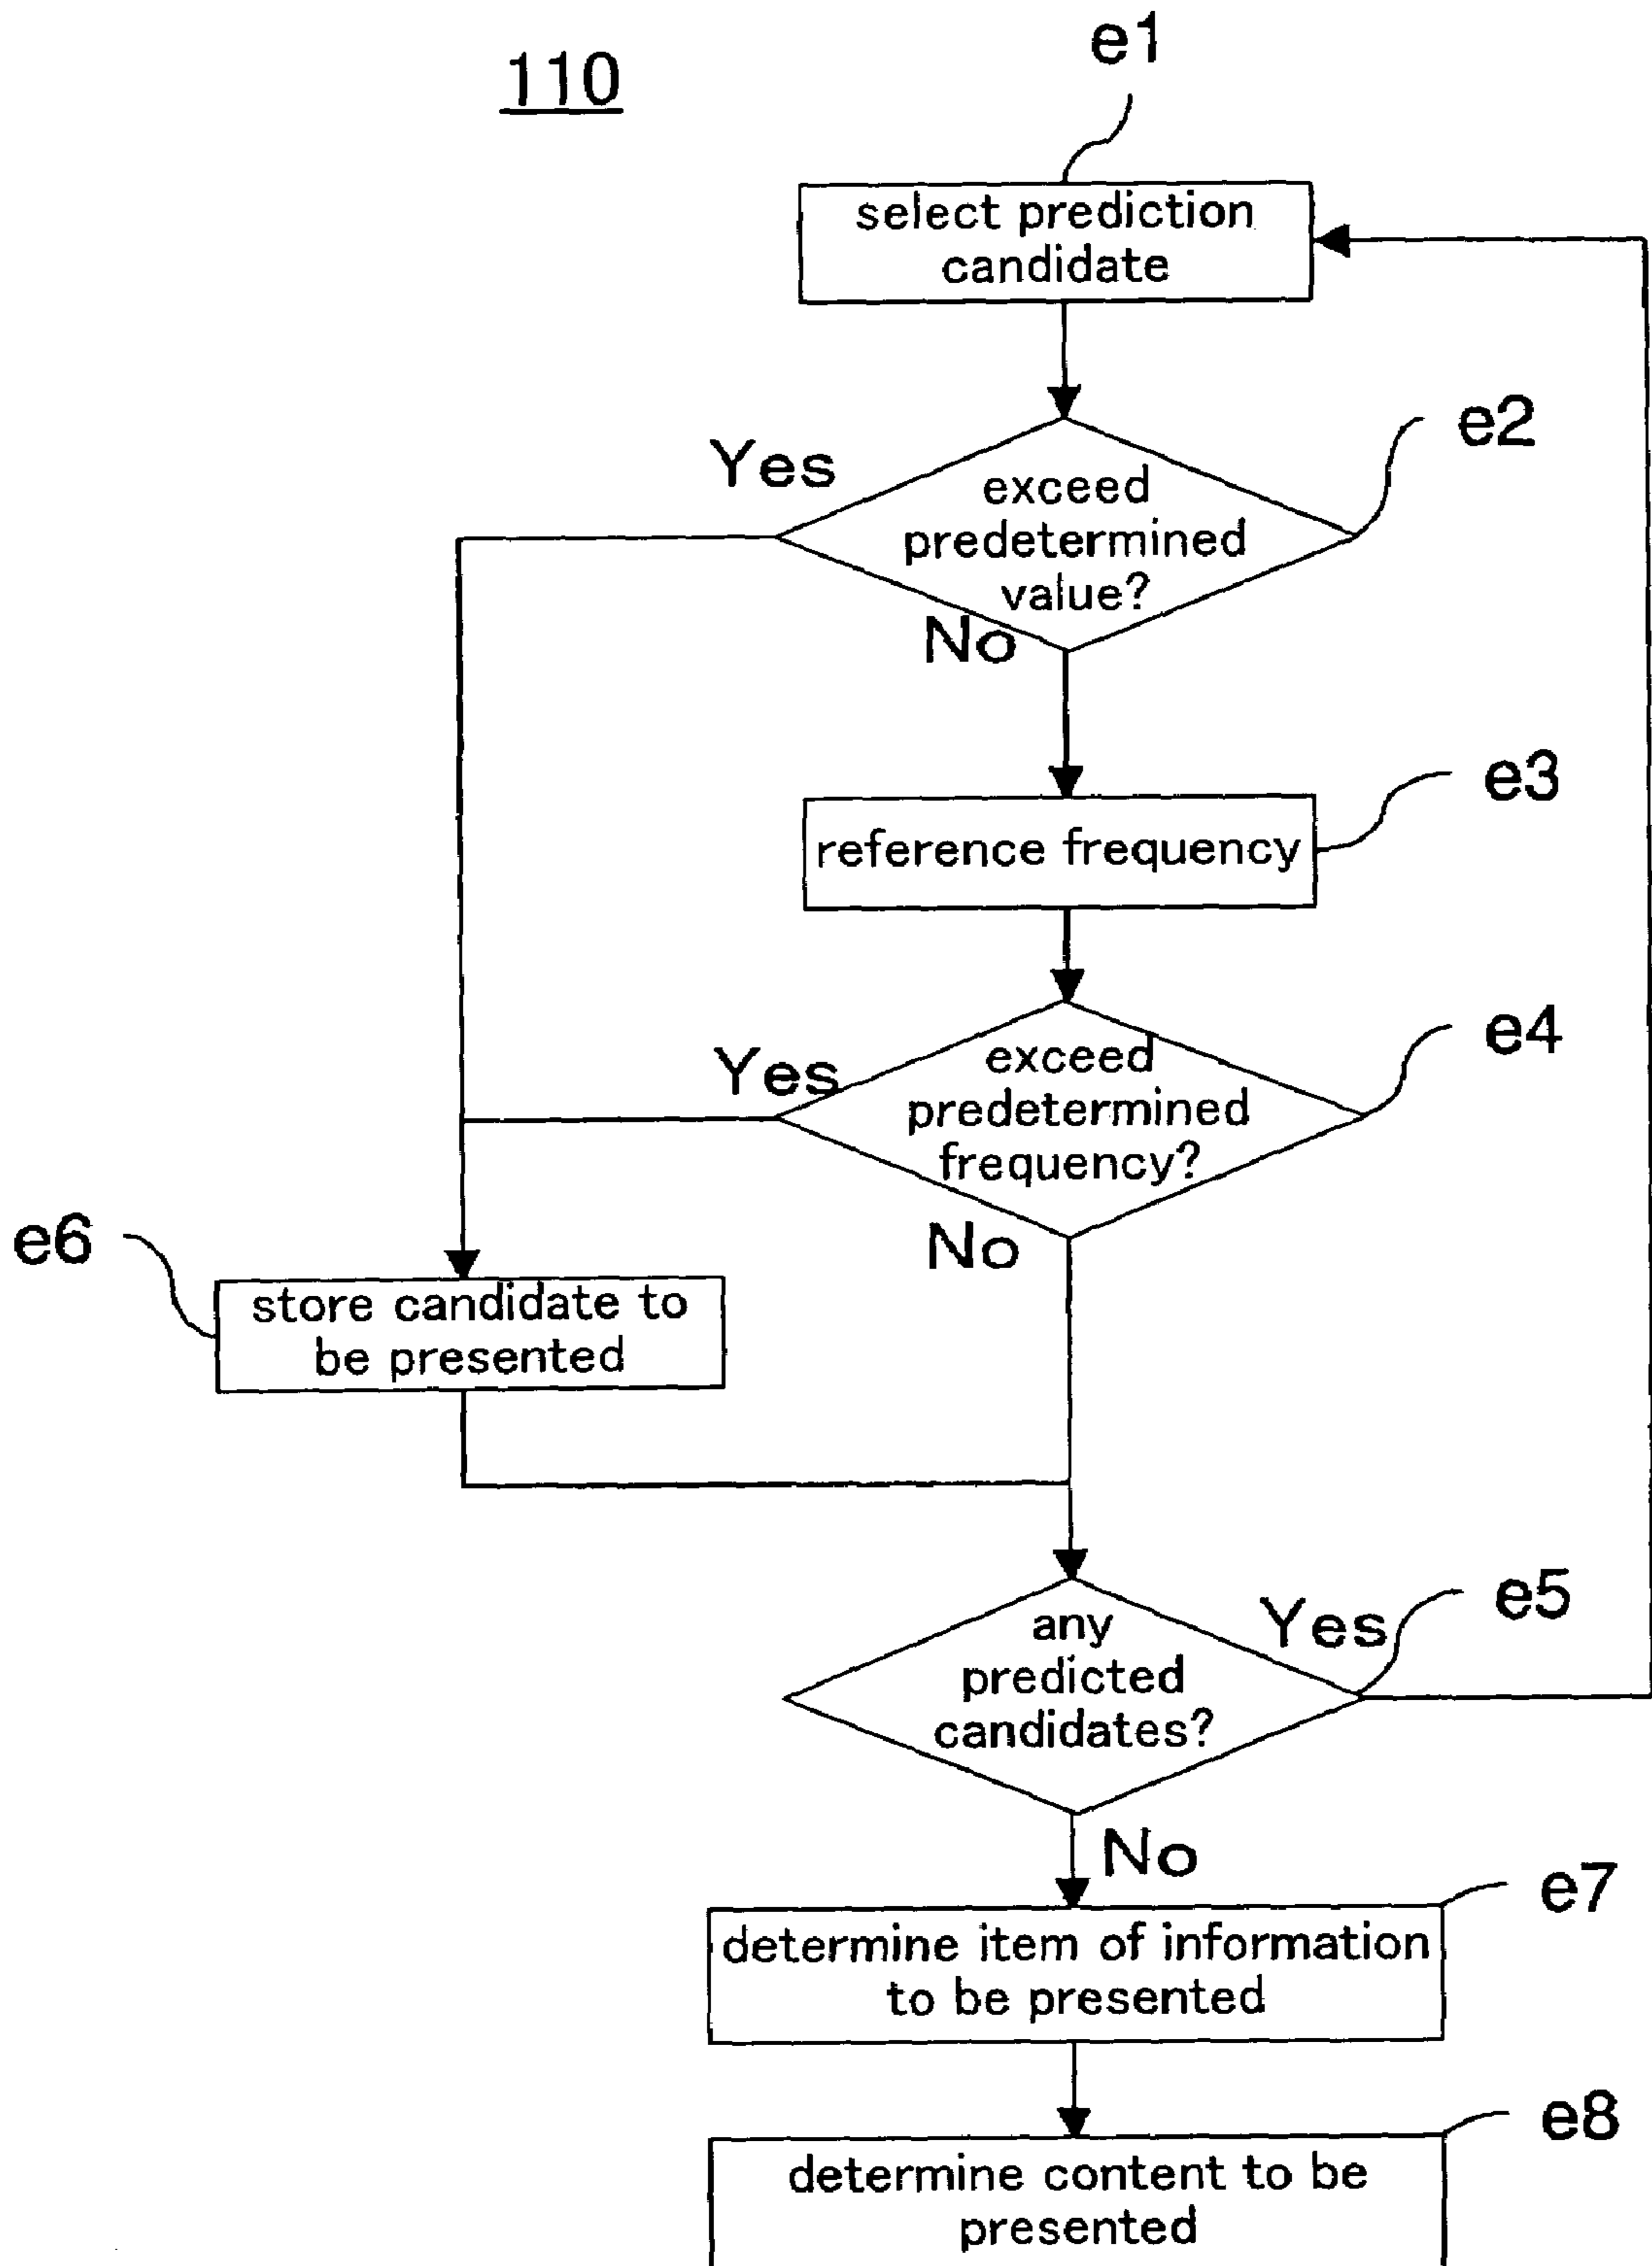 110
e1
select prediction
candidate
e2
Yes
exceed
predetermined
value?
No
e3
reference frequency
e4
Yes
exceed
predetermined
frequency?
No
e6
store candidate to
be presented
e5
Yes
any
predicted
candidates?
No
e7
determine item of information
to be presented
e8
determine content to be
presented